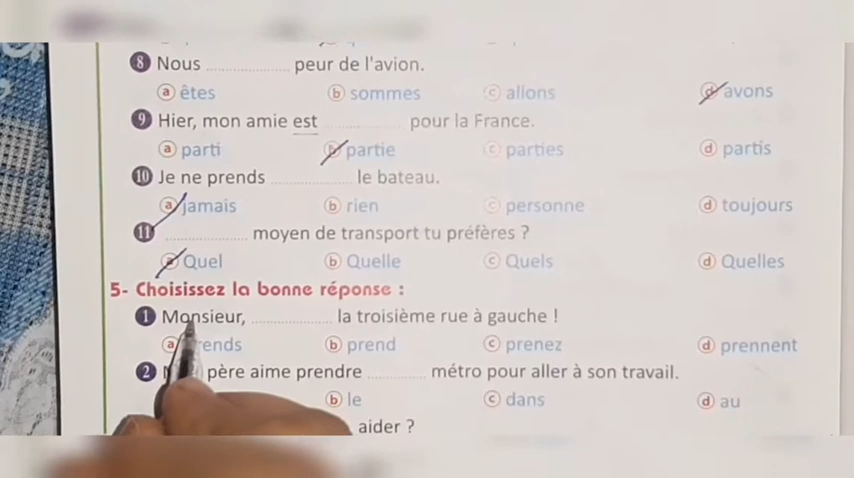 8 Nous ................ peur de l'avion.
a êtes b sommes c allons d avons
9 Hier, mon amie est ................ pour la France.
a parti b partie c parties d partis
10 Je ne prends ................ le bateau.
a jamais b rien c personne d toujours
11 ................ moyen de transport tu préfères ?
a Quel b Quelle c Quels d Quelles
5- Choisissez la bonne réponse :
1 Monsieur, ................ la troisième rue à gauche !
a b prend c prenez d prennent
2 père aime prendre ............ métro pour aller à son travail.
b le c dans d au
aider ?